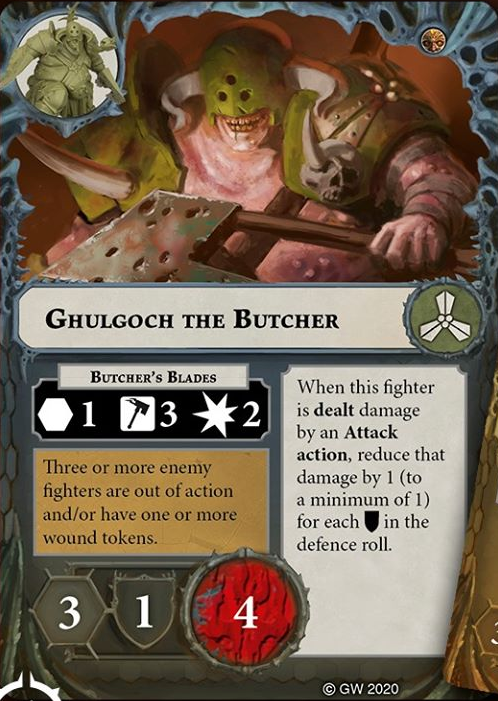 GHULGOCH THE BUTCHER
BUTCHER'S BLADES
1 3 2
Three or more enemy
fighters are out of action
and/or have one or more
wound tokens.
When this fighter
is dealt damage
by an Attack
action, reduce that
damage by 1 (to
a minimum of 1)
for each in the
defence roll.
3 1 4
© GW 2020